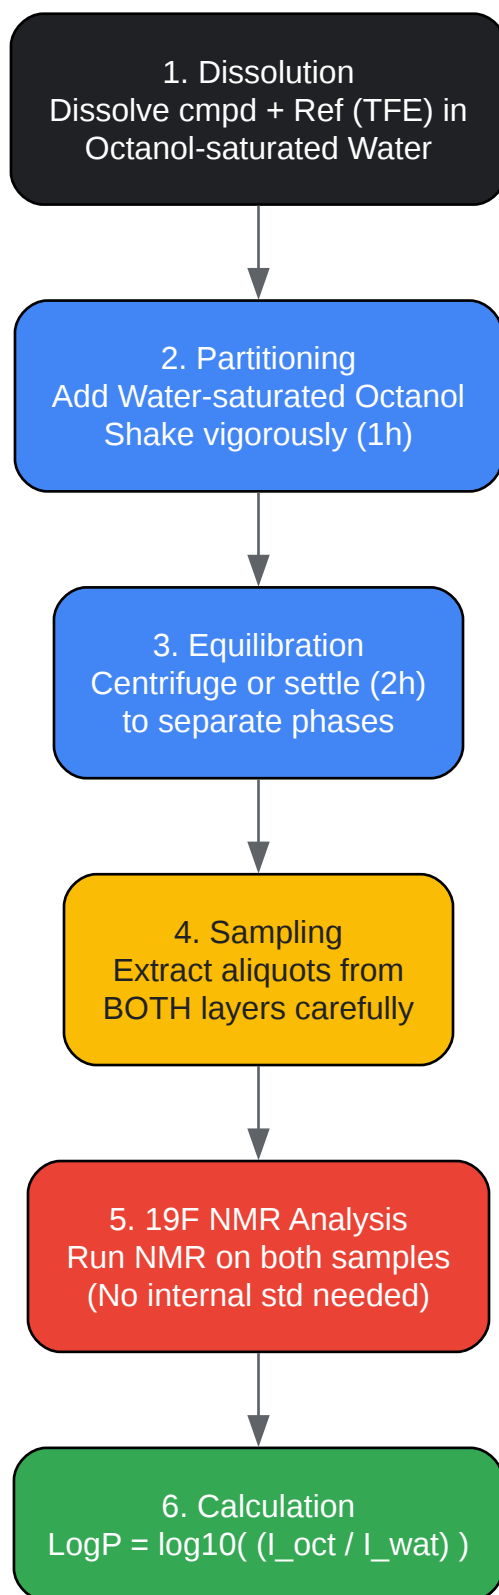 1. Dissolution
Dissolve cmpd + Ref (TFE) in
Octanol-saturated Water
2. Partitioning
Add Water-saturated Octanol
Shake vigorously (1h)
3. Equilibration
Centrifuge or settle (2h)
to separate phases
4. Sampling
Extract aliquots from
BOTH layers carefully
5. 19F NMR Analysis
Run NMR on both samples
(No internal std needed)
6. Calculation
LogP = log10( (I_oct / I_wat) )